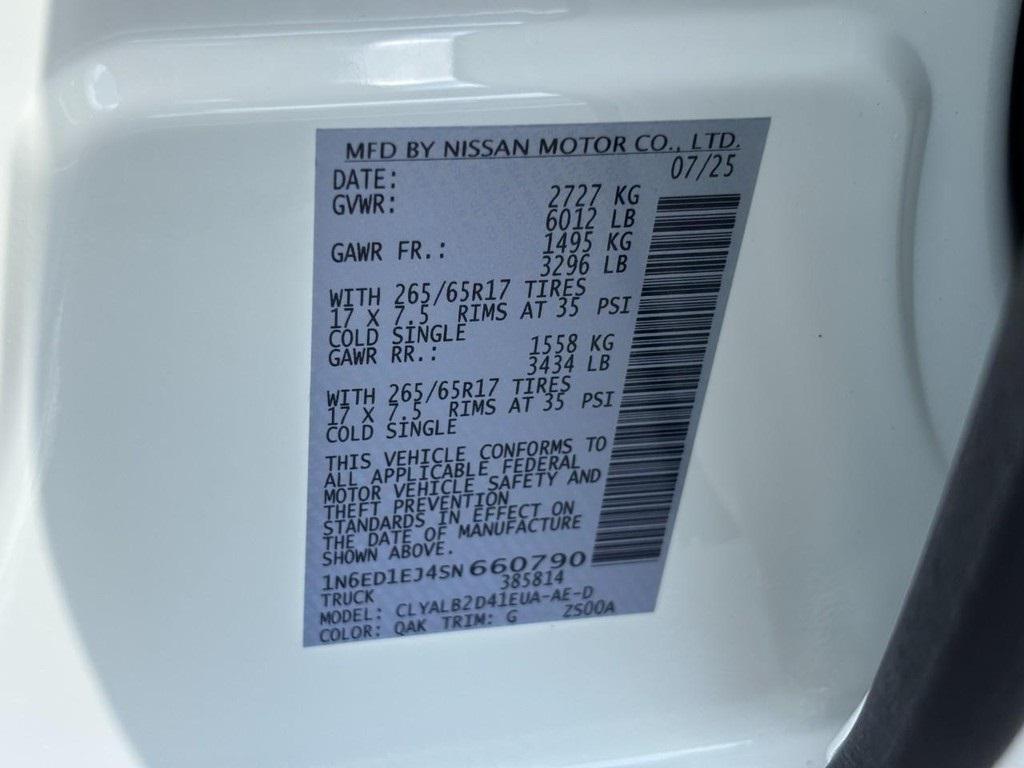 MFD BY NISSAN MOTOR CO., LTD.
DATE: 07/25
GVWR: 2727 KG
6012 LB
GAWR FR.: 1495 KG
3296 LB
WITH 265/65R17 TIRES
17 X 7.5 RIMS AT 35 PSI
COLD SINGLE
GAWR RR.: 1558 KG
3434 LB
WITH 265/65R17 TIRES
17 X 7.5 RIMS AT 35 PSI
COLD SINGLE
THIS VEHICLE CONFORMS TO
ALL APPLICABLE FEDERAL
MOTOR VEHICLE SAFETY AND
THEFT PREVENTION
STANDARDS IN EFFECT ON
THE DATE OF MANUFACTURE
SHOWN ABOVE.
1N6ED1EJ4SN660790
TRUCK 385814
MODEL: CLYALB2D41EUA-AE-D
COLOR: QAK TRIM: G ZS00A